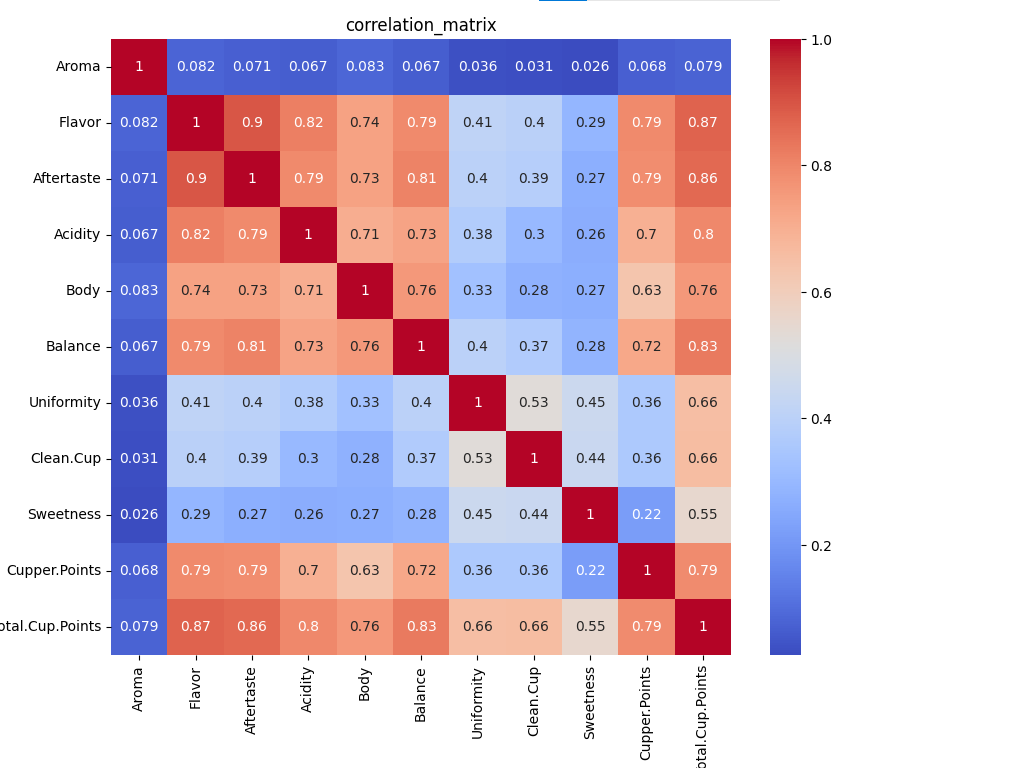 correlation_matrix
Aroma 1 0.082 0.071 0.067 0.083 0.067 0.036 0.031 0.026 0.068 0.079
Flavor 0.082 1 0.9 0.82 0.74 0.79 0.41 0.4 0.29 0.79 0.87
Aftertaste 0.071 0.9 1 0.79 0.73 0.81 0.4 0.39 0.27 0.79 0.86
Acidity 0.067 0.82 0.79 1 0.71 0.73 0.38 0.3 0.26 0.7 0.8
Body 0.083 0.74 0.73 0.71 1 0.76 0.33 0.28 0.27 0.63 0.76
Balance 0.067 0.79 0.81 0.73 0.76 1 0.4 0.37 0.28 0.72 0.83
Uniformity 0.036 0.41 0.4 0.38 0.33 0.4 1 0.53 0.45 0.36 0.66
Clean.Cup 0.031 0.4 0.39 0.3 0.28 0.37 0.53 1 0.44 0.36 0.66
Sweetness 0.026 0.29 0.27 0.26 0.27 0.28 0.45 0.44 1 0.22 0.55
Cupper.Points 0.068 0.79 0.79 0.7 0.63 0.72 0.36 0.36 0.22 1 0.79
otal.Cup.Points 0.079 0.87 0.86 0.8 0.76 0.83 0.66 0.66 0.55 0.79 1
Aroma
Flavor
Aftertaste
Acidity
Body
Balance
Uniformity
Clean.Cup
Sweetness
Cupper.Points
otal.Cup.Points
1.0
0.8
0.6
0.4
0.2